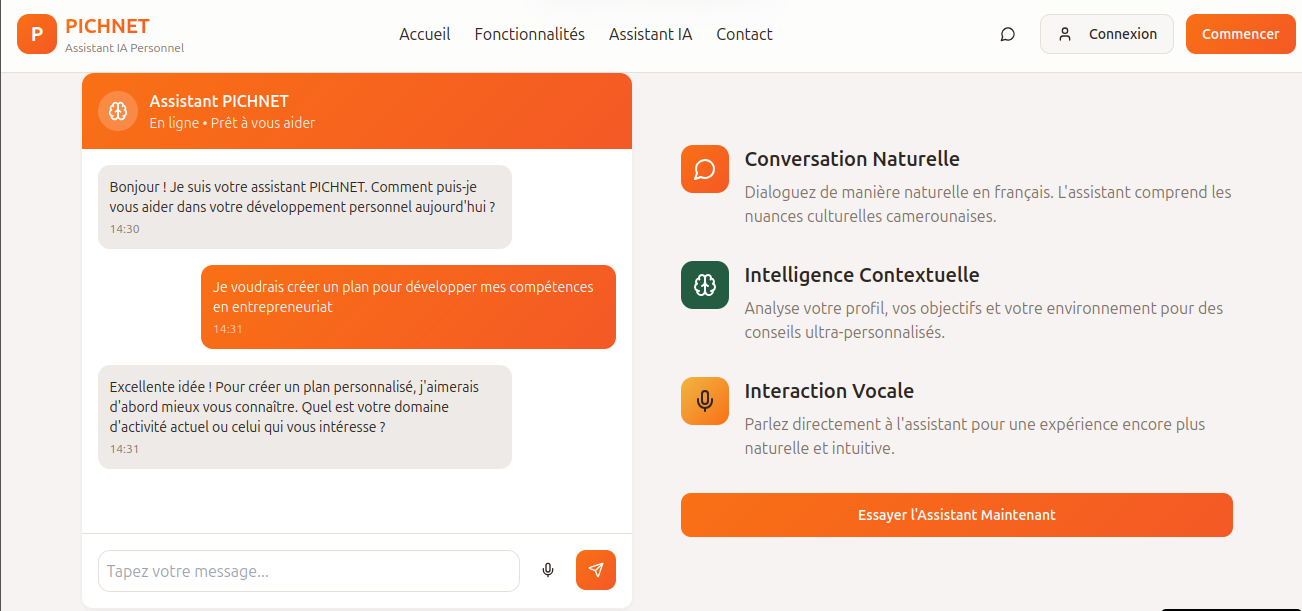 P
PICHNET
Assistant IA Personnel
Accueil
Fonctionnalités
Assistant IA
Contact
Connexion
Commencer
Assistant PICHNET
En ligne • Prêt à vous aider
Bonjour ! Je suis votre assistant PICHNET. Comment puis-je
vous aider dans votre développement personnel aujourd'hui ?
14:30
Je voudrais créer un plan pour développer mes compétences
en entrepreneuriat
14:31
Excellente idée ! Pour créer un plan personnalisé, j'aimerais
d'abord mieux vous connaître. Quel est votre domaine
d'activité actuel ou celui qui vous intéresse ?
14:31
Tapez votre message...
Conversation Naturelle
Dialoguez de manière naturelle en français. L'assistant comprend les
nuances culturelles camerounaises.
Intelligence Contextuelle
Analyse votre profil, vos objectifs et votre environnement pour des
conseils ultra-personnalisés.
Interaction Vocale
Parlez directement à l'assistant pour une expérience encore plus
naturelle et intuitive.
Essayer l'Assistant Maintenant